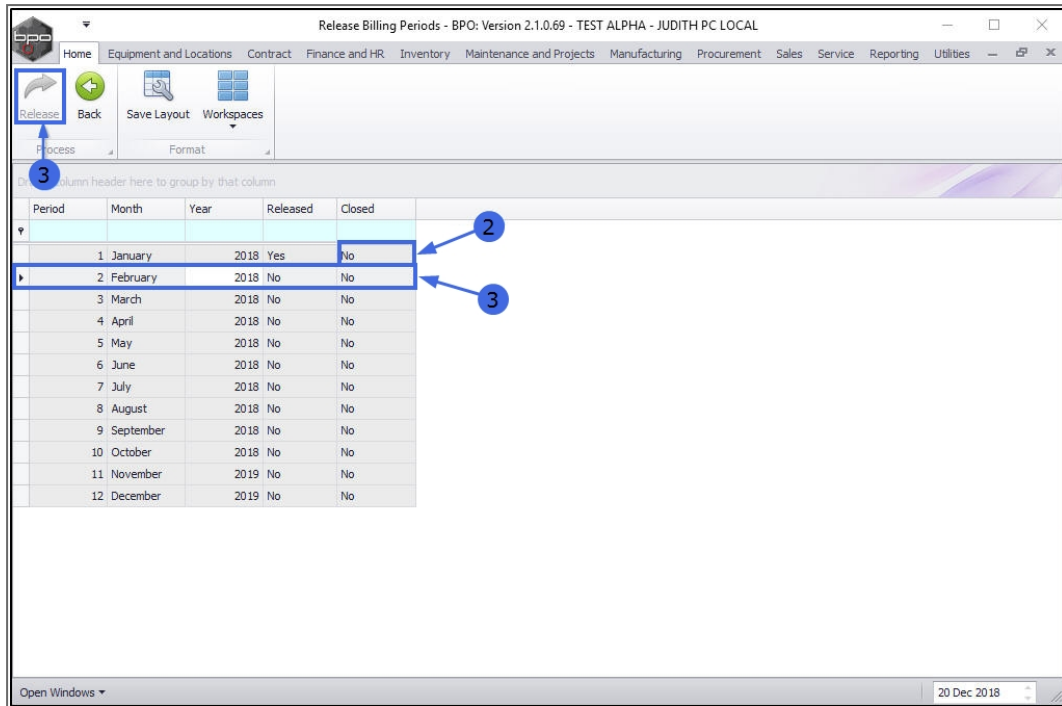 Release Billing Periods - BPO: Version 2.1.0.69 - TEST ALPHA - JUDITH PC LOCAL
bpo
Home Equipment and Locations Contract Finance and HR Inventory Maintenance and Projects Manufacturing Procurement Sales Service Reporting Utilities
Release Back Save Layout Workspaces
Process Format
3
column header here to group by that column
Period Month Year Released Closed
2
1 January 2018 Yes No
2 February 2018 No No
3
3 March 2018 No No
4 April 2018 No No
5 May 2018 No No
6 June 2018 No No
7 July 2018 No No
8 August 2018 No No
9 September 2018 No No
10 October 2018 No No
11 November 2019 No No
12 December 2019 No No
Open Windows 20 Dec 2018